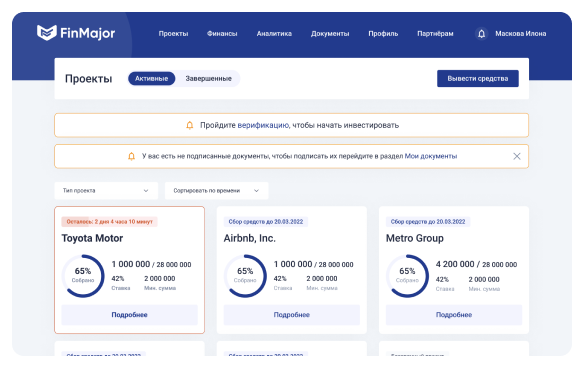 FinMajor Проекты Финансы Аналитика Документы Профиль Партнёрам Маскова Илона
Проекты Активные Завершенные Вывести средства
Пройдите верификацию, чтобы начать инвестировать
У вас есть не подписанные документы, чтобы подписать их перейдите в раздел Мои документы
Тип проекта Сортировать по времени
Осталось: 2 дня 4 часа 10 минут
Toyota Motor
65%
Собрано
1 000 000 / 28 000 000
42% 2 000 000
Ставка Мин. сумма
Подробнее
Сбор средств до 20.03.2022
Airbnb, Inc.
65%
Собрано
1 000 000 / 28 000 000
42% 2 000 000
Ставка Мин. сумма
Подробнее
Сбор средств до 20.03.2022
Metro Group
65%
Собрано
4 200 000 / 28 000 000
42% 2 000 000
Ставка Мин. сумма
Подробнее